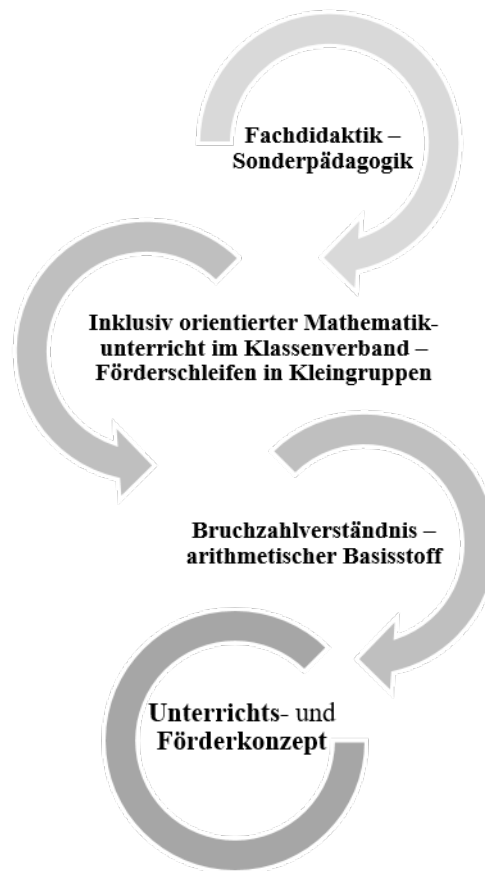 Fachdidaktik –
Sonderpädagogik
Inklusiv orientierter Mathematik-
unterricht im Klassenverband –
Förderschleifen in Kleingruppen
Bruchzahlverständnis –
arithmetischer Basisstoff
Unterrichts- und
Förderkonzept